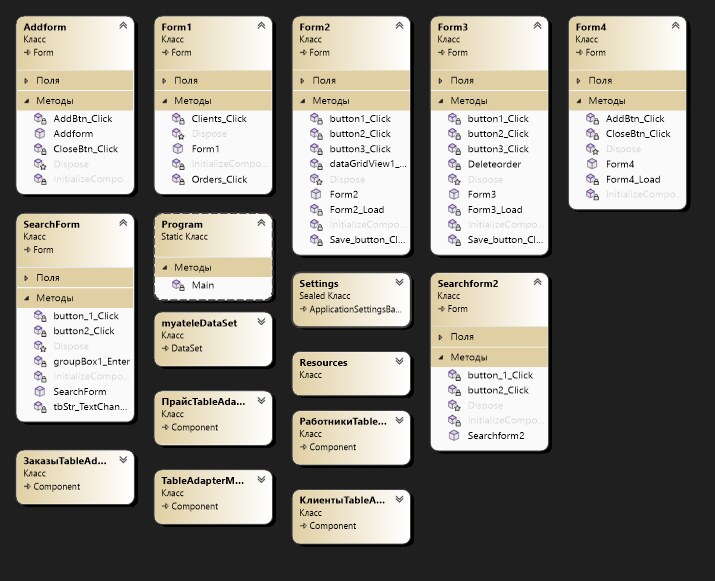 Addform
Класс
Form
Поля
Методы
AddBtn_Click
Addform
CloseBtn_Click
Dispose
InitializeCompo...
Form1
Класс
Form
Поля
Методы
Clients_Click
Dispose
Form1
InitializeCompo...
Orders_Click
Form2
Класс
Form
Поля
Методы
button1_Click
button2_Click
button3_Click
dataGridView1_...
Dispose
Form2
Form2_Load
InitializeCompo...
Save_button_Cl...
Form3
Класс
Form
Поля
Методы
button1_Click
button2_Click
button3_Click
Deleteorder
Dispose
Form3
Form3_Load
InitializeCompo...
Save_button_Cl...
Form4
Класс
Form
Поля
Методы
AddBtn_Click
CloseBtn_Click
Dispose
Form4
Form4_Load
InitializeCompo...
SearchForm
Класс
Form
Поля
Методы
button_1_Click
button2_Click
Dispose
groupBox1_Enter
InitializeCompo...
SearchForm
tbStr_TextChan...
Program
Static Класс
Методы
Main
Settings
Sealed Класс
ApplicationSettingsBa...
Searchform2
Класс
Form
Поля
Методы
button_1_Click
button2_Click
Dispose
InitializeCompo...
Searchform2
myateleDataSet
Класс
DataSet
Resources
Класс
ПрайсTableAda...
Класс
Component
РаботникиTable...
Класс
Component
ЗаказыTableAd...
Класс
Component
TableAdapterM...
Класс
Component
КлиентыTableA...
Класс
Component